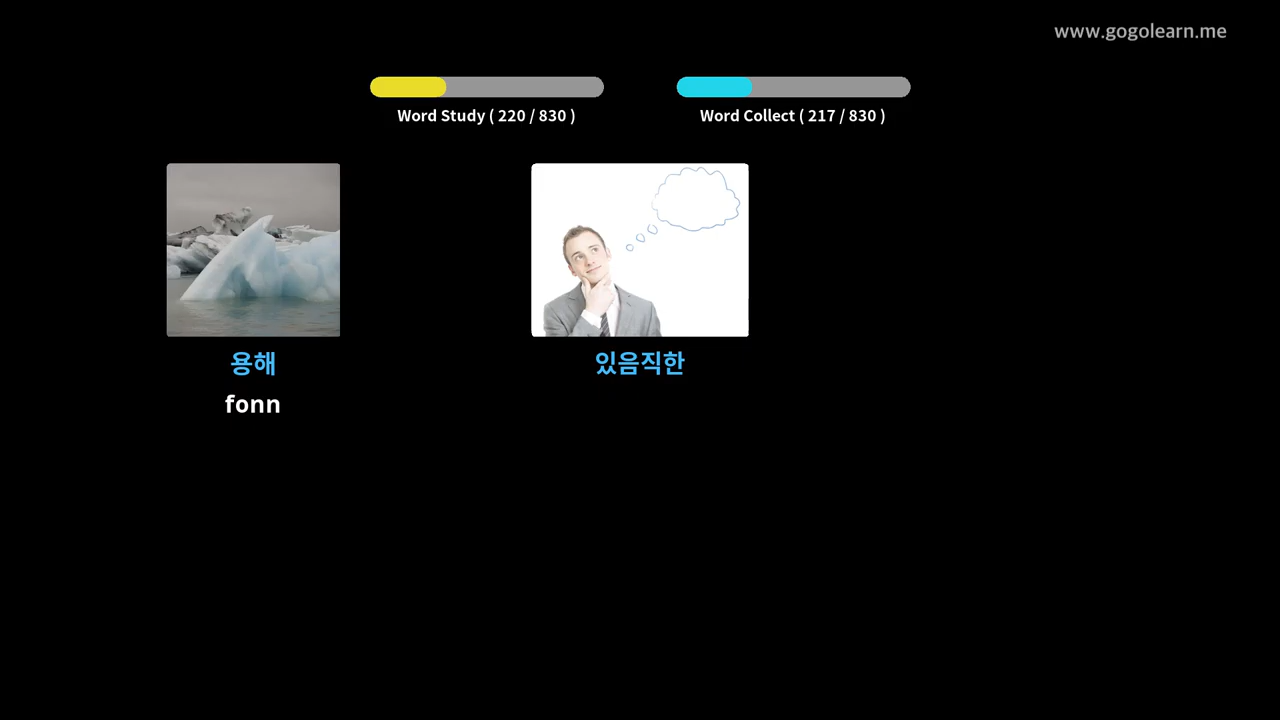 www.gogolearn.me
Word Study ( 220 / 830 )
Word Collect ( 217 / 830 )
용해
fonn
있음직한